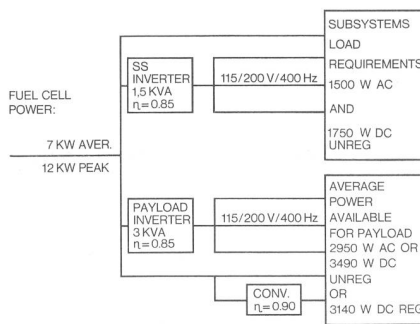 FUEL CELL
POWER:
7 KW AVER.
12 KW PEAK
SS
INVERTER
1,5 KVA
η=0.85
115/200 V/400 Hz
SUBSYSTEMS
LOAD
REQUIREMENTS
1500 W AC
AND
1750 W DC
UNREG
PAYLOAD
INVERTER
3 KVA
η=0.85
115/200 V/400 Hz
CONV.
η=0.90
AVERAGE
POWER
AVAILABLE
FOR PAYLOAD
2950 W AC OR
3490 W DC
UNREG
OR
3140 W DC REG